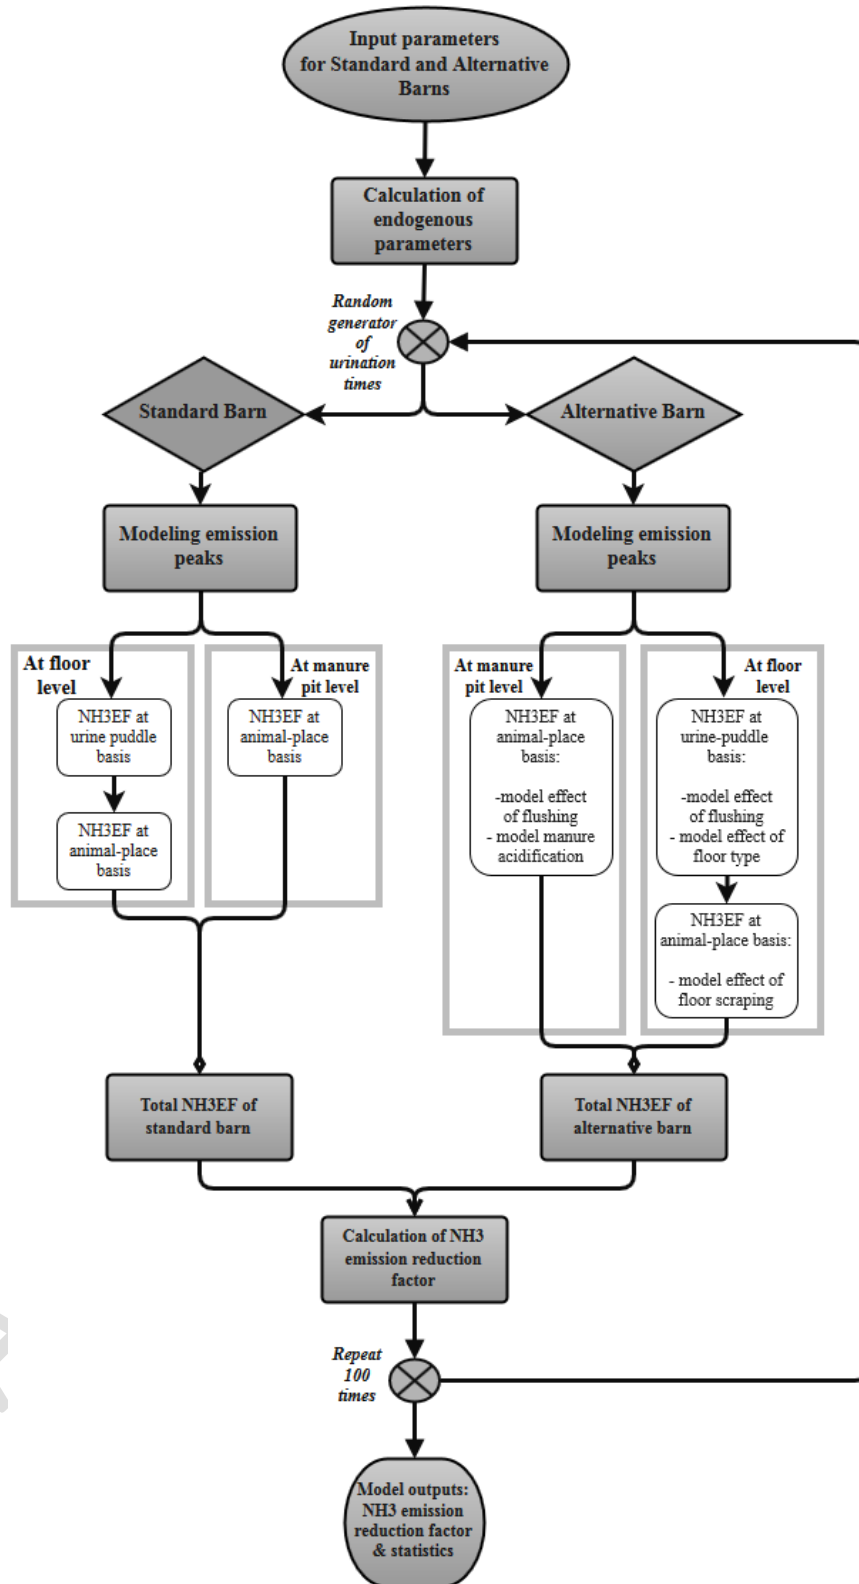 Input parameters
for Standard and Alternative
Barns
Calculation of
endogenous
parameters
Random
generator
of
urination
times
Standard Barn
Alternative Barn
Modeling emission
peaks
Modeling emission
peaks
At floor
level
At manure
pit level
At manure
pit level
At floor
level
NH3EF at
urine puddle
basis
NH3EF at
animal-place
basis
NH3EF at
animal-place
basis
NH3EF at
animal-place
basis:
-model effect
of flushing
- model manure
acidification
NH3EF at
urine-puddle
basis:
-model effect
of flushing
- model effect of
floor type
NH3EF at
animal-place basis:
- model effect of
floor scraping
Total NH3EF of
standard barn
Total NH3EF of
alternative barn
Calculation of NH3
emission reduction
factor
Repeat
100
times
Model outputs:
NH3 emission
reduction factor
& statistics